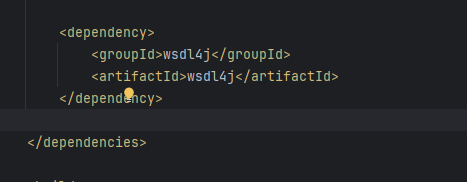 <dependency>
<groupId>wsdl4j</groupId>
<artifactId>wsdl4j</artifactId>
</dependency>
</dependencies>